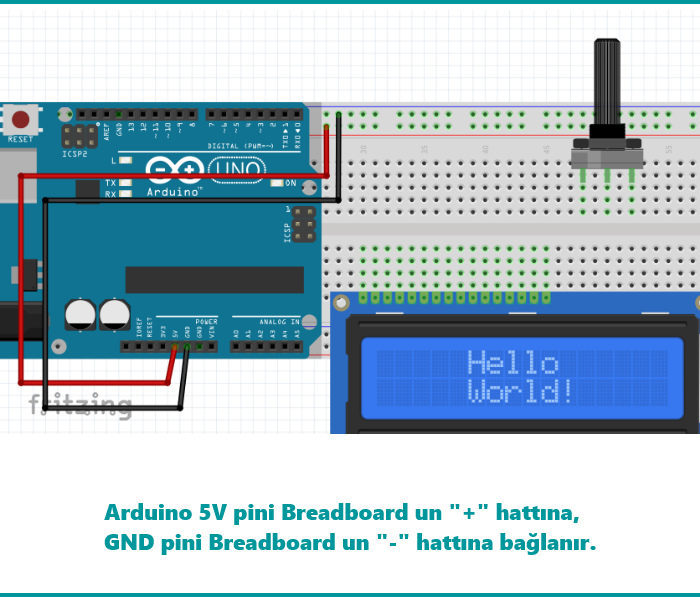 RESET
ICSP2
AREF
GND
13
12
~11
~10
~9
8
7
~6
~5
4
~3
2
TX0▶1
RX0◀0
DIGITAL (PWM=~)
L
TX
RX
UNO
Arduino™
ON
1
ICSP
30
35
40
45
55
POWER
ANALOG IN
IOREF
RESET
3V3
5V
GND
GND
VIN
A0
A1
A2
A3
A4
A5
Hello
World!
fritzing
Arduino 5V pini Breadboard un "+" hattına,
GND pini Breadboard un "-" hattına bağlanır.